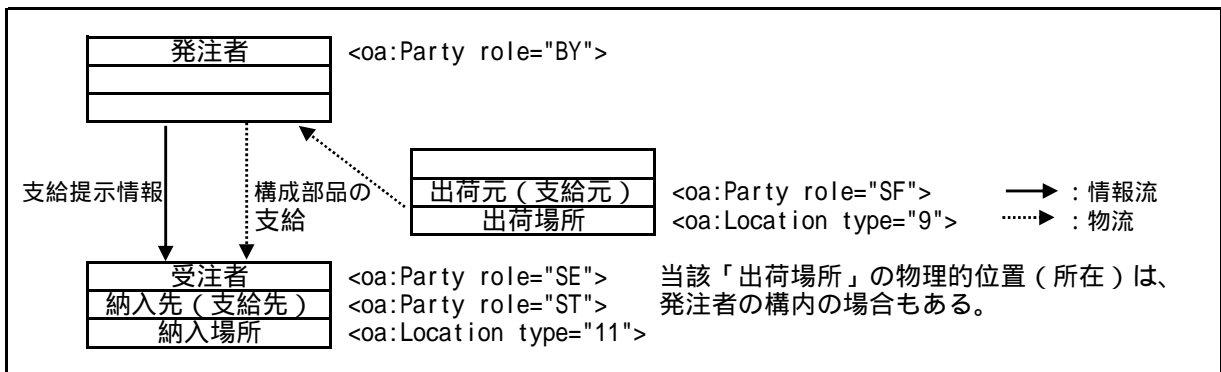 発注者 <oa:Party role="BY">
支給提示情報
構成部品の
支給
出荷元（支給元） <oa:Party role="SF">
出荷場所 <oa:Location type="9">
：情報流
：物流
受注者 <oa:Party role="SE">
納入先（支給先） <oa:Party role="ST">
納入場所 <oa:Location type="11">
当該「出荷場所」の物理的位置（所在）は、
発注者の構内の場合もある。